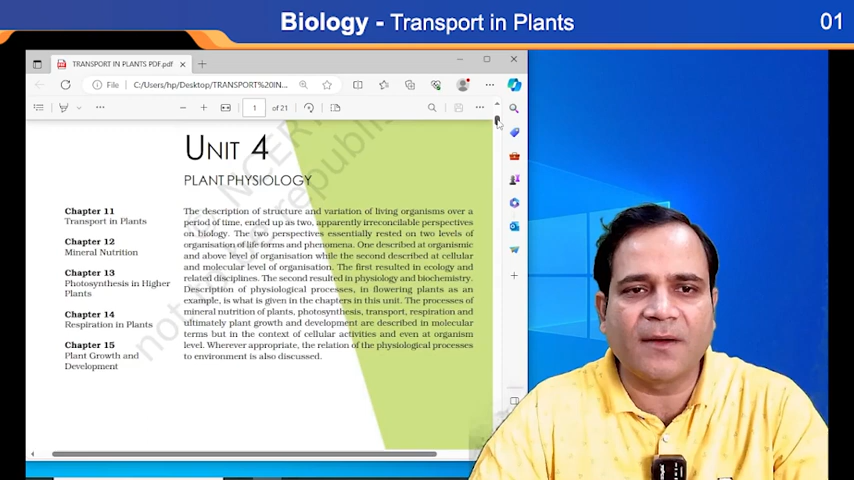 Biology - Transport in Plants
01
TRANSPORT IN PLANTS PDF.pdf
File
C:/Users/hp/Desktop/TRANSPORT%20IN...
1
of 21
UNIT 4
PLANT PHYSIOLOGY
Chapter 11
Transport in Plants
Chapter 12
Mineral Nutrition
Chapter 13
Photosynthesis in Higher
Plants
Chapter 14
Respiration in Plants
Chapter 15
Plant Growth and
Development
The description of structure and variation of living organisms over a
period of time, ended up as two, apparently irreconcilable perspectives
on biology. The two perspectives essentially rested on two levels of
organisation of life forms and phenomena. One described at organismic
and above level of organisation while the second described at cellular
and molecular level of organisation. The first resulted in ecology and
related disciplines. The second resulted in physiology and biochemistry.
Description of physiological processes, in flowering plants as an
example, is what is given in the chapters in this unit. The processes of
mineral nutrition of plants, photosynthesis, transport, respiration and
ultimately plant growth and development are described in molecular
terms but in the context of cellular activities and even at organism
level. Wherever appropriate, the relation of the physiological processes
to environment is also discussed.